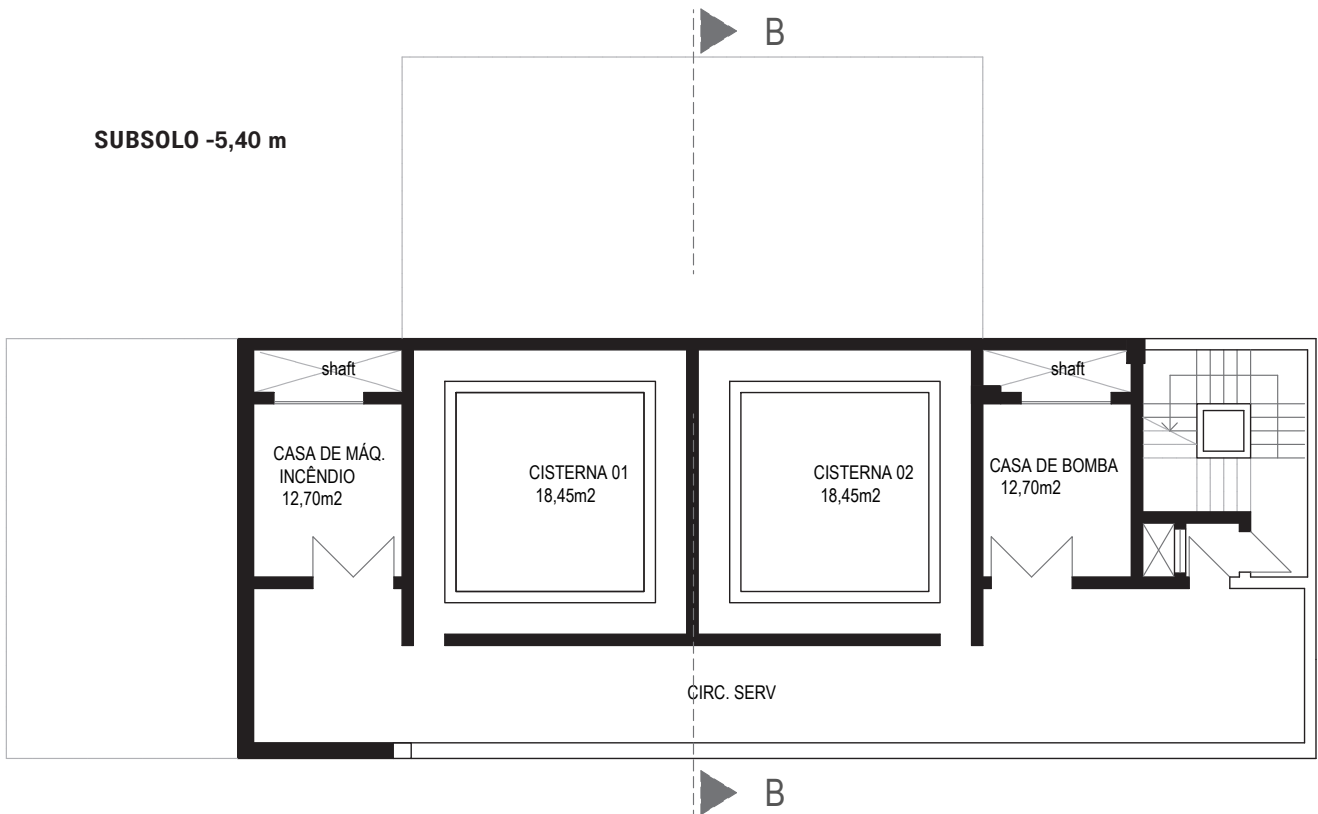 B
SUBSOLO -5,40 m
shaft
shaft
CASA DE MÁQ.
INCÊNDIO
12,70m2
CISTERNA 01
18,45m2
CISTERNA 02
18,45m2
CASA DE BOMBA
12,70m2
CIRC. SERV
B